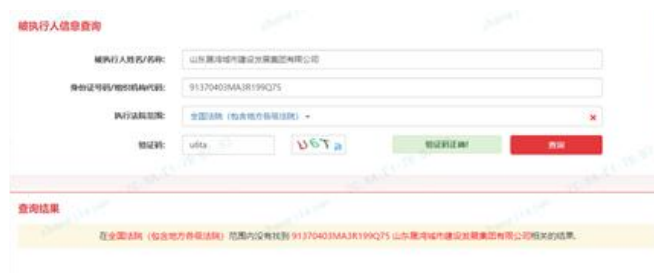 被执行人信息查询
被执行人姓名/名称:
山东晨鸿城市建设发展集团有限公司
身份证号码/组织机构代码:
91370403MA3R199Q75
执行法院范围:
全国法院（包含地方各级法院）
验证码:
u6ta
U6Ta
验证码正确!
查询
查询结果
在全国法院（包含地方各级法院）范围内没有找到 91370403MA3R199Q75 山东晨鸿城市建设发展集团有限公司相关的结果.